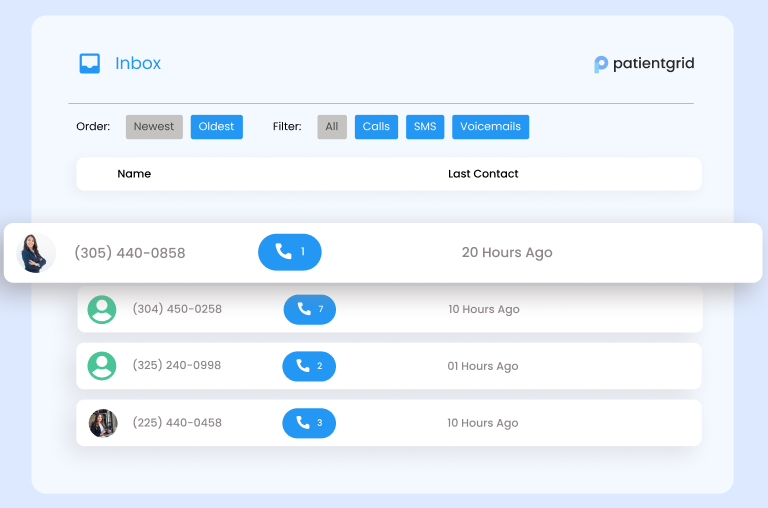 Inbox patientgrid
Order: Newest Oldest Filter: All Calls SMS Voicemails
Name Last Contact
(305) 440-0858 1 20 Hours Ago
(304) 450-0258 7 10 Hours Ago
(325) 240-0998 2 01 Hours Ago
(225) 440-0458 3 10 Hours Ago